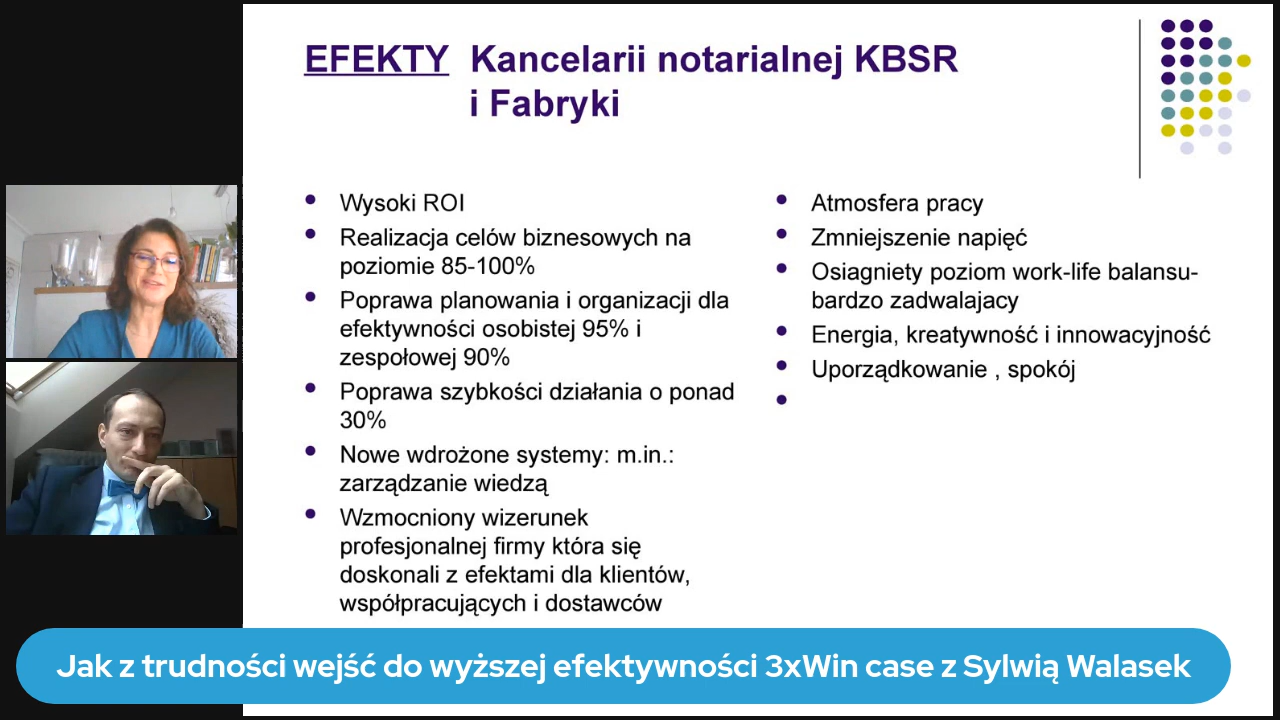 EFEKTY Kancelarii notarialnej KBSR
i Fabryki
Wysoki ROI
Realizacja celów biznesowych na
poziomie 85-100%
Poprawa planowania i organizacji dla
efektywności osobistej 95% i
zespołowej 90%
Poprawa szybkości działania o ponad
30%
Nowe wdrożone systemy: m.in.:
zarządzanie wiedzą
Wzmocniony wizerunek
profesjonalnej firmy która się
doskonali z efektami dla klientów,
współpracujących i dostawców
Atmosfera pracy
Zmniejszenie napięć
Osiagniety poziom work-life balansu-
bardzo zadwalajacy
Energia, kreatywność i innowacyjność
Uporządkowanie , spokój
Jak z trudności wejść do wyższej efektywności 3xWin case z Sylwią Walasek